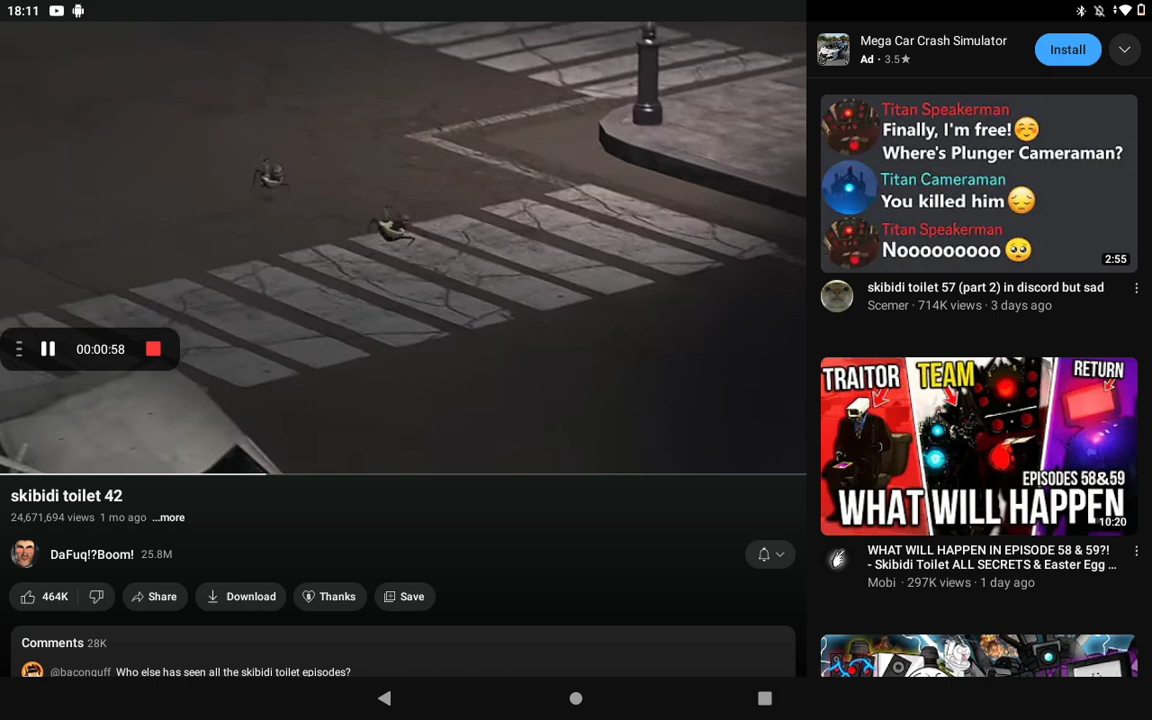 18:11
Mega Car Crash Simulator
Ad · 3.5★
Install
Titan Speakerman
Finally, I'm free!☺️
Where's Plunger Cameraman?
Titan Cameraman
You killed him😔
Titan Speakerman
Nooooooooo🥺
2:55
skibidi toilet 57 (part 2) in discord but sad
Scemer · 714K views · 3 days ago
00:00:58
TRAITOR
TEAM
RETURN
EPISODES 58&59
WHAT WILL HAPPEN
10:20
WHAT WILL HAPPEN IN EPISODE 58 & 59?!
- Skibidi Toilet ALL SECRETS & Easter Egg ...
Mobi · 297K views · 1 day ago
skibidi toilet 42
24,671,694 views 1 mo ago ...more
DaFuq!?Boom! 25.8M
464K
Share
Download
Thanks
Save
Comments 28K
@baconguff Who else has seen all the skibidi toilet episodes?